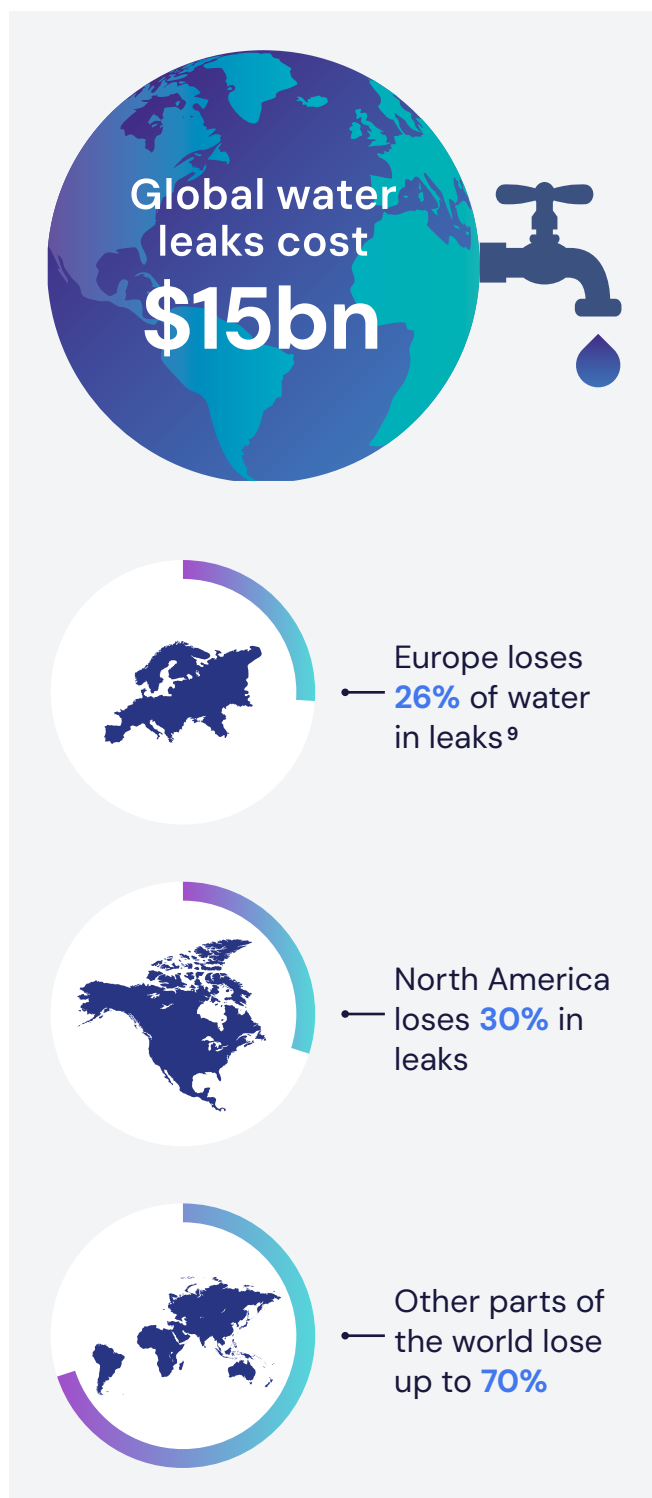 Global water
leaks cost
$15bn
Europe loses
26% of water
in leaks⁹
North America
loses 30% in
leaks
Other parts of
the world lose
up to 70%